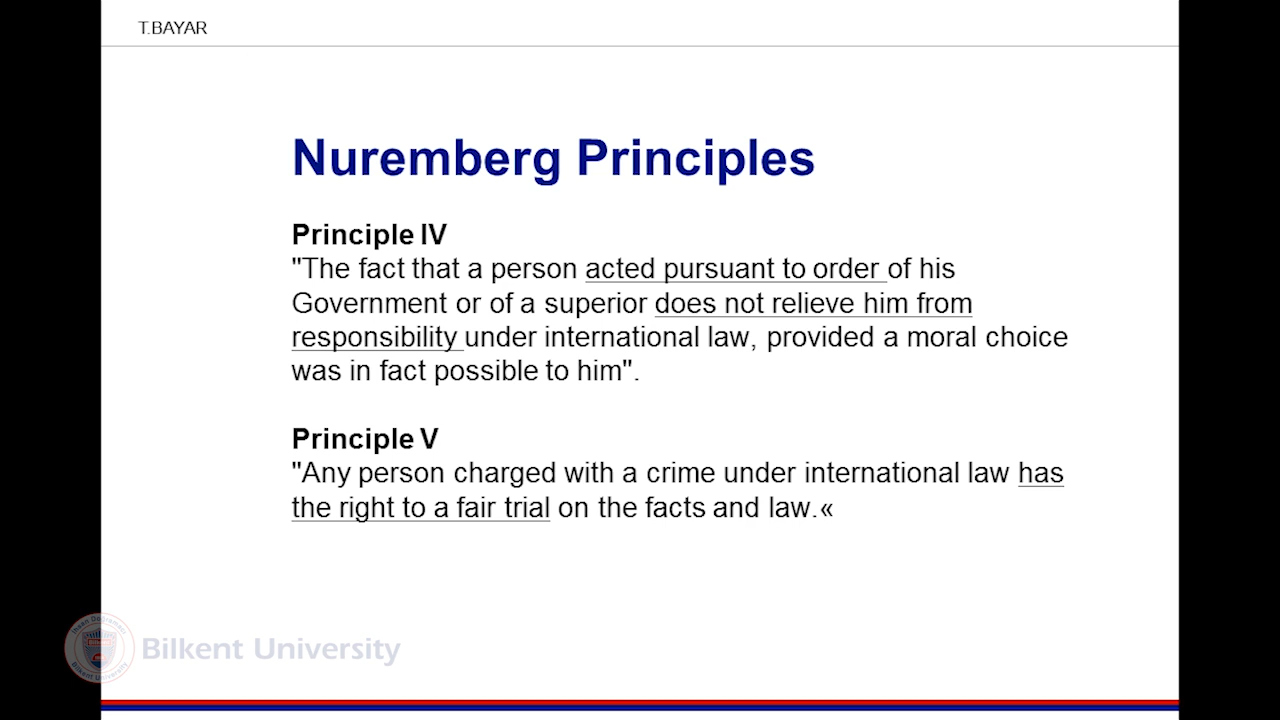 T.BAYAR
Nuremberg Principles
Principle IV
"The fact that a person acted pursuant to order of his
Government or of a superior does not relieve him from
responsibility under international law, provided a moral choice
was in fact possible to him".
Principle V
"Any person charged with a crime under international law has
the right to a fair trial on the facts and law.«
Bilkent University